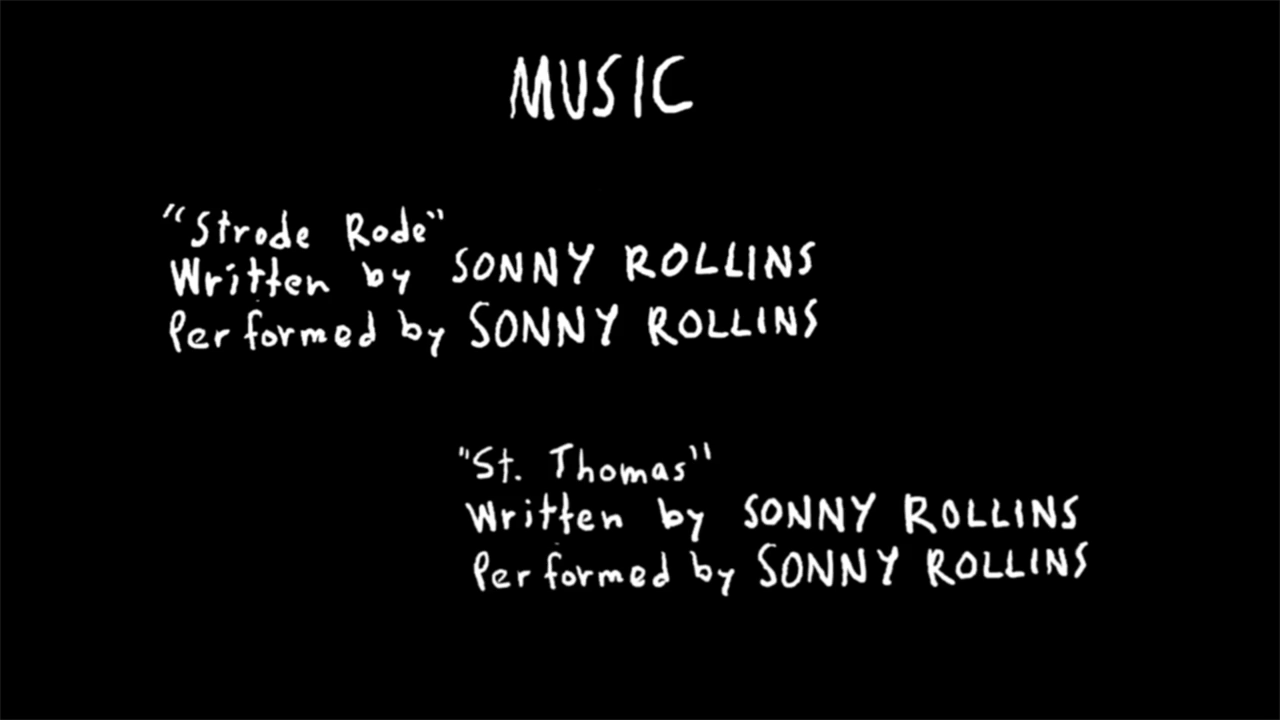 MUSIC
"Strode Rode"
Written by SONNY ROLLINS
Performed by SONNY ROLLINS
"St. Thomas"
Written by SONNY ROLLINS
Performed by SONNY ROLLINS